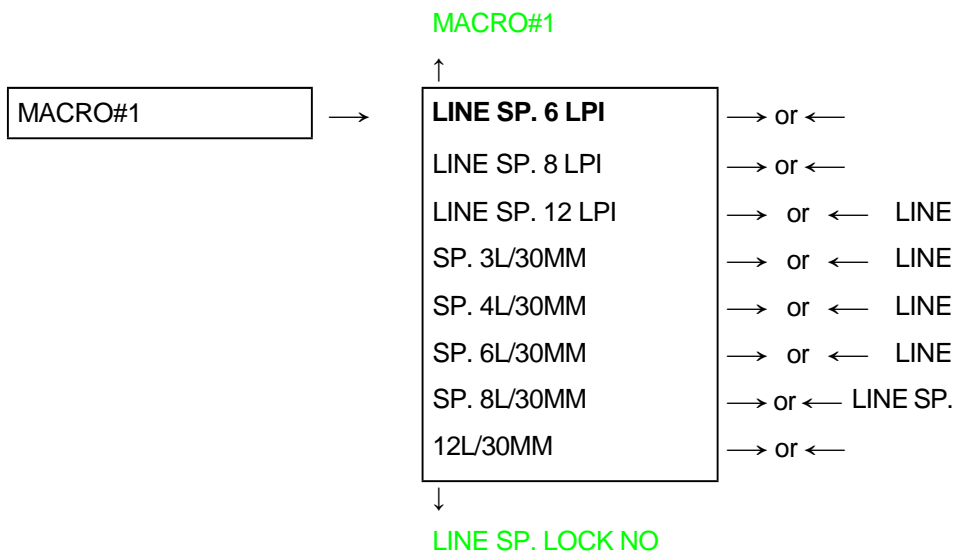 MACRO#1
↑
MACRO#1 → LINE SP. 6 LPI → or ←
LINE SP. 8 LPI → or ←
LINE SP. 12 LPI → or ← LINE
SP. 3L/30MM → or ← LINE
SP. 4L/30MM → or ← LINE
SP. 6L/30MM → or ← LINE
SP. 8L/30MM → or ← LINE SP.
12L/30MM → or ←
↓
LINE SP. LOCK NO